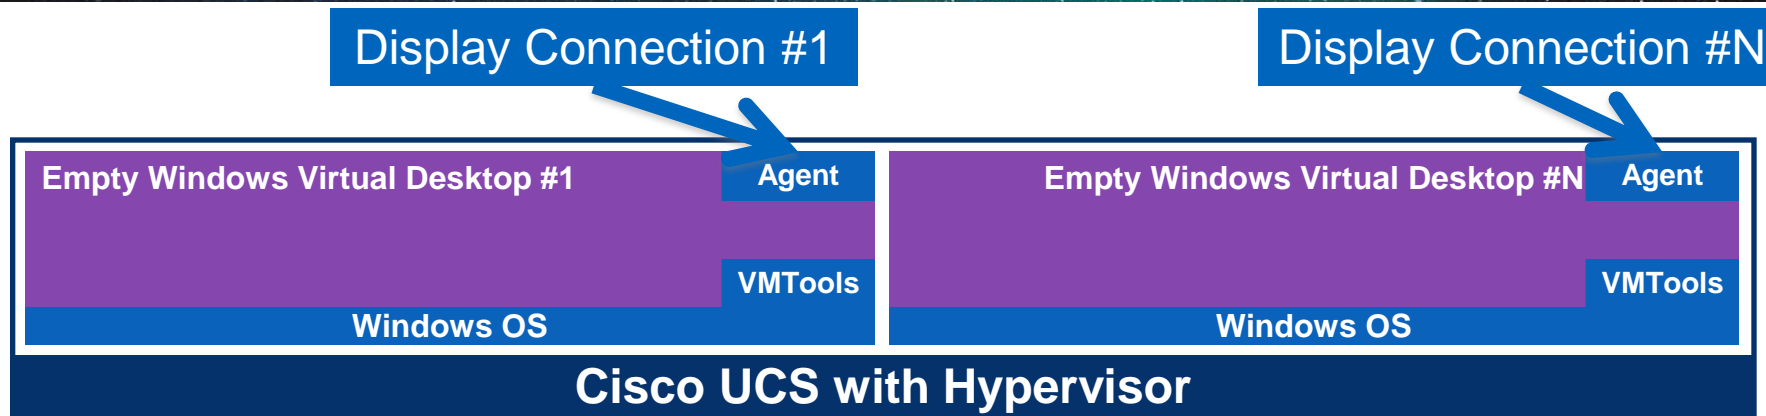 Display Connection #1
Display Connection #N
Empty Windows Virtual Desktop #1
Agent
VMTools
Windows OS
Empty Windows Virtual Desktop #N
Agent
VMTools
Windows OS
Cisco UCS with Hypervisor